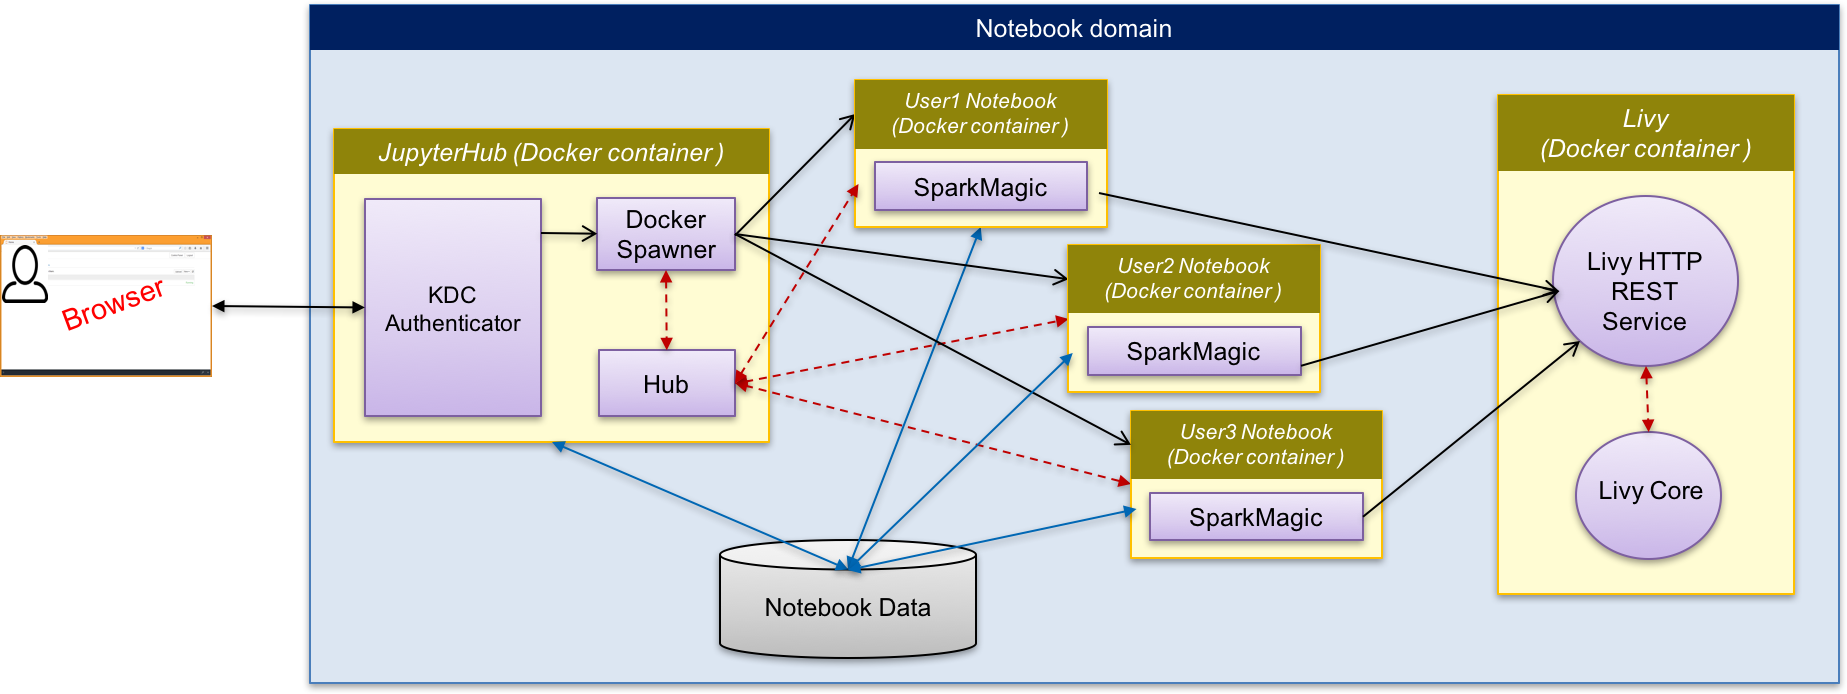 Notebook domain
Browser
JupyterHub (Docker container )
KDC
Authenticator
Docker
Spawner
Hub
User1 Notebook
(Docker container )
SparkMagic
User2 Notebook
(Docker container )
SparkMagic
User3 Notebook
(Docker container )
SparkMagic
Notebook Data
Livy
(Docker container )
Livy HTTP
REST
Service
Livy Core